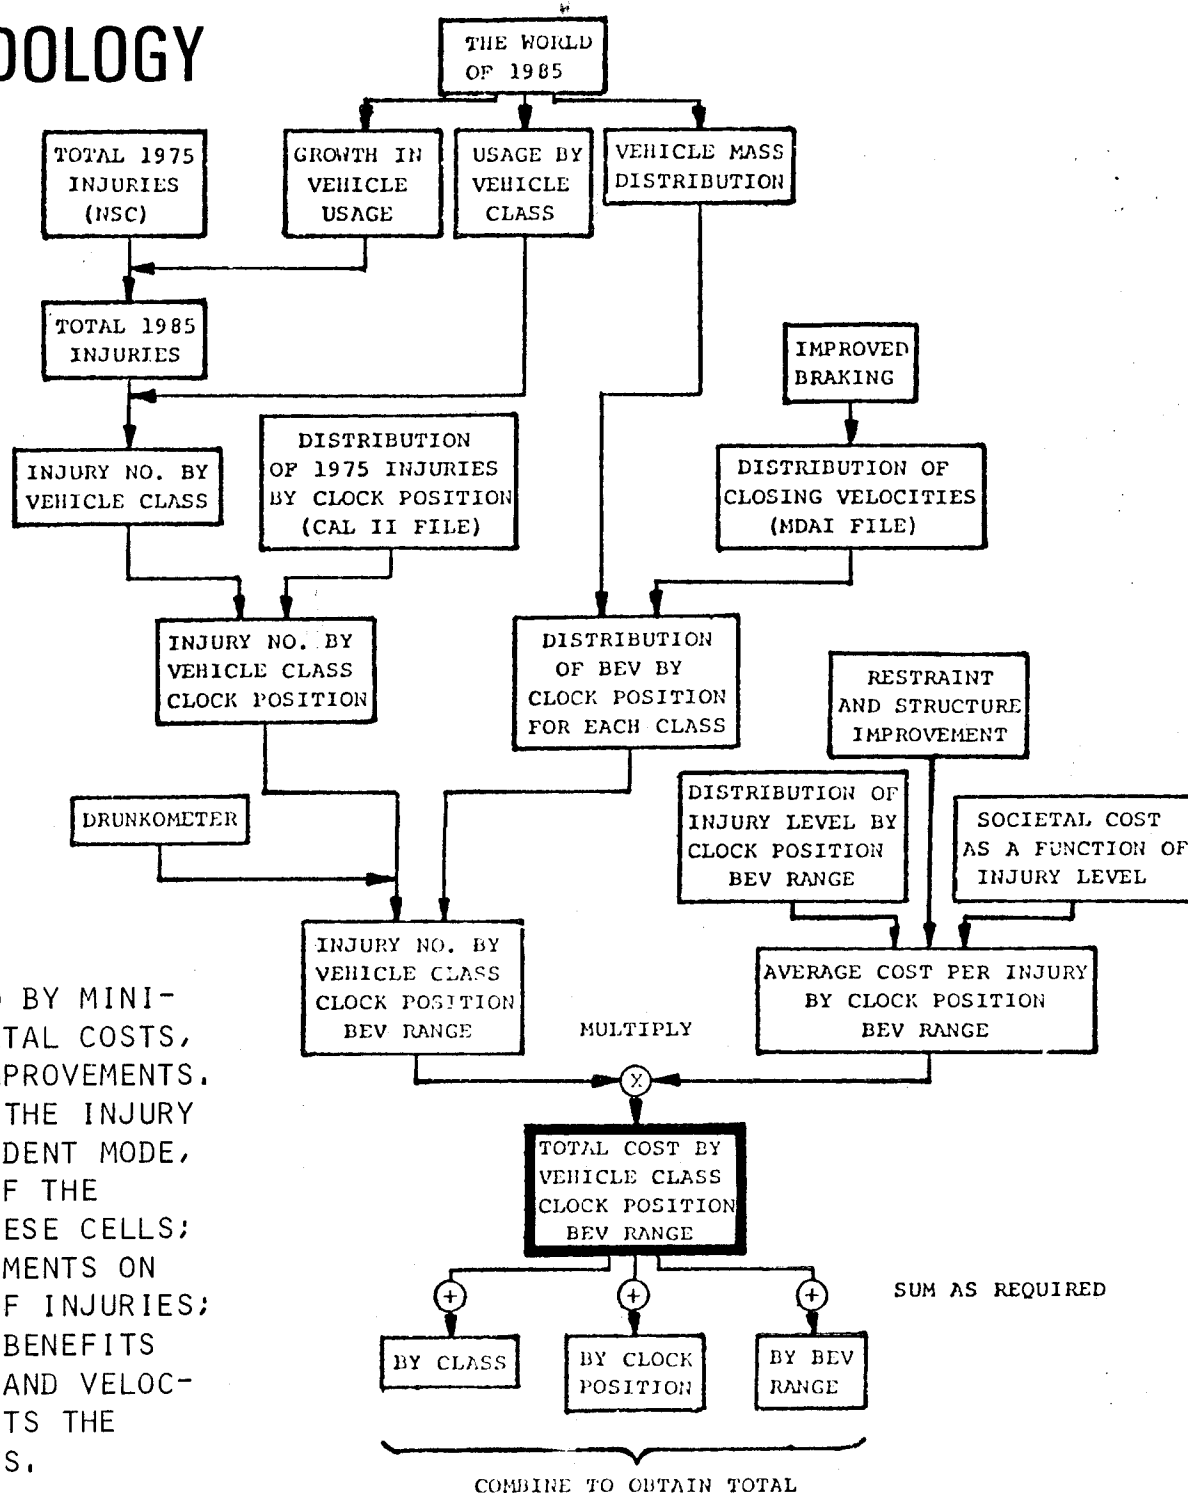 DOLOGY
THE WORLD
OF 1985
TOTAL 1975
INJURIES
(NSC)
GROWTH IN
VEHICLE
USAGE
USAGE BY
VEHICLE
CLASS
VEHICLE MASS
DISTRIBUTION
TOTAL 1985
INJURIES
IMPROVED
BRAKING
INJURY NO. BY
VEHICLE CLASS
DISTRIBUTION
OF 1975 INJURIES
BY CLOCK POSITION
(CAL II FILE)
DISTRIBUTION OF
CLOSING VELOCITIES
(MDAI FILE)
INJURY NO. BY
VEHICLE CLASS
CLOCK POSITION
DISTRIBUTION
OF BEV BY
CLOCK POSITION
FOR EACH CLASS
RESTRAINT
AND STRUCTURE
IMPROVEMENT
DRUNKOMETER
DISTRIBUTION OF
INJURY LEVEL BY
CLOCK POSITION
BEV RANGE
SOCIETAL COST
AS A FUNCTION OF
INJURY LEVEL
INJURY NO. BY
VEHICLE CLASS
CLOCK POSITION
BEV RANGE
AVERAGE COST PER INJURY
BY CLOCK POSITION
BEV RANGE
MULTIPLY
X
TOTAL COST BY
VEHICLE CLASS
CLOCK POSITION
BEV RANGE
+
+
+
SUM AS REQUIRED
BY CLASS
BY CLOCK
POSITION
BY BEV
RANGE
COMBINE TO OBTAIN TOTAL
BY MINI-
TAL COSTS,
PROVEMENTS.
THE INJURY
DENT MODE,
F THE
ESE CELLS;
MENTS ON
F INJURIES;
BENEFITS
AND VELOC-
TS THE
S.